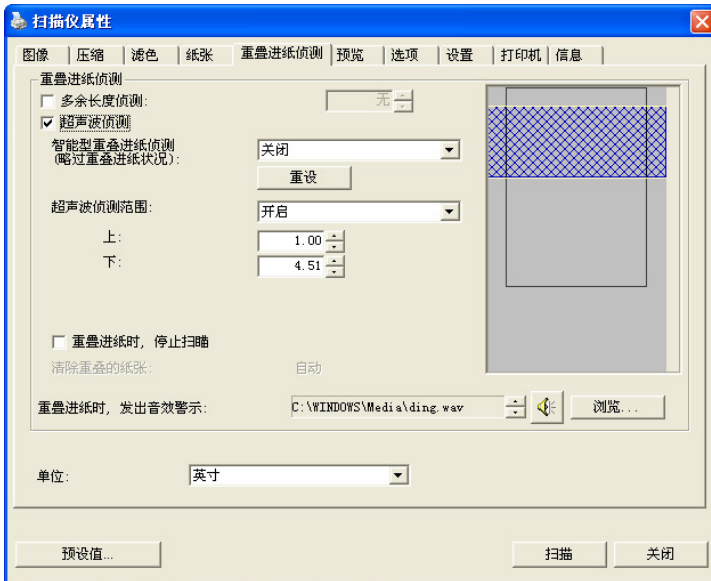 扫描仪属性
图像 压缩 滤色 纸张 重叠进纸侦测 预览 选项 设置 打印机 信息
重叠进纸侦测
多余长度侦测: 无
超声波侦测
智能型重叠进纸侦测
(略过重叠进纸状况): 关闭
重设
超声波侦测范围: 开启
上: 1.00
下: 4.51
重叠进纸时, 停止扫瞄
清除重叠的纸张: 自动
重叠进纸时, 发出音效警示: C:\WINDOWS\Media\ding.wav 浏览...
单位: 英寸
预设值... 扫描 关闭